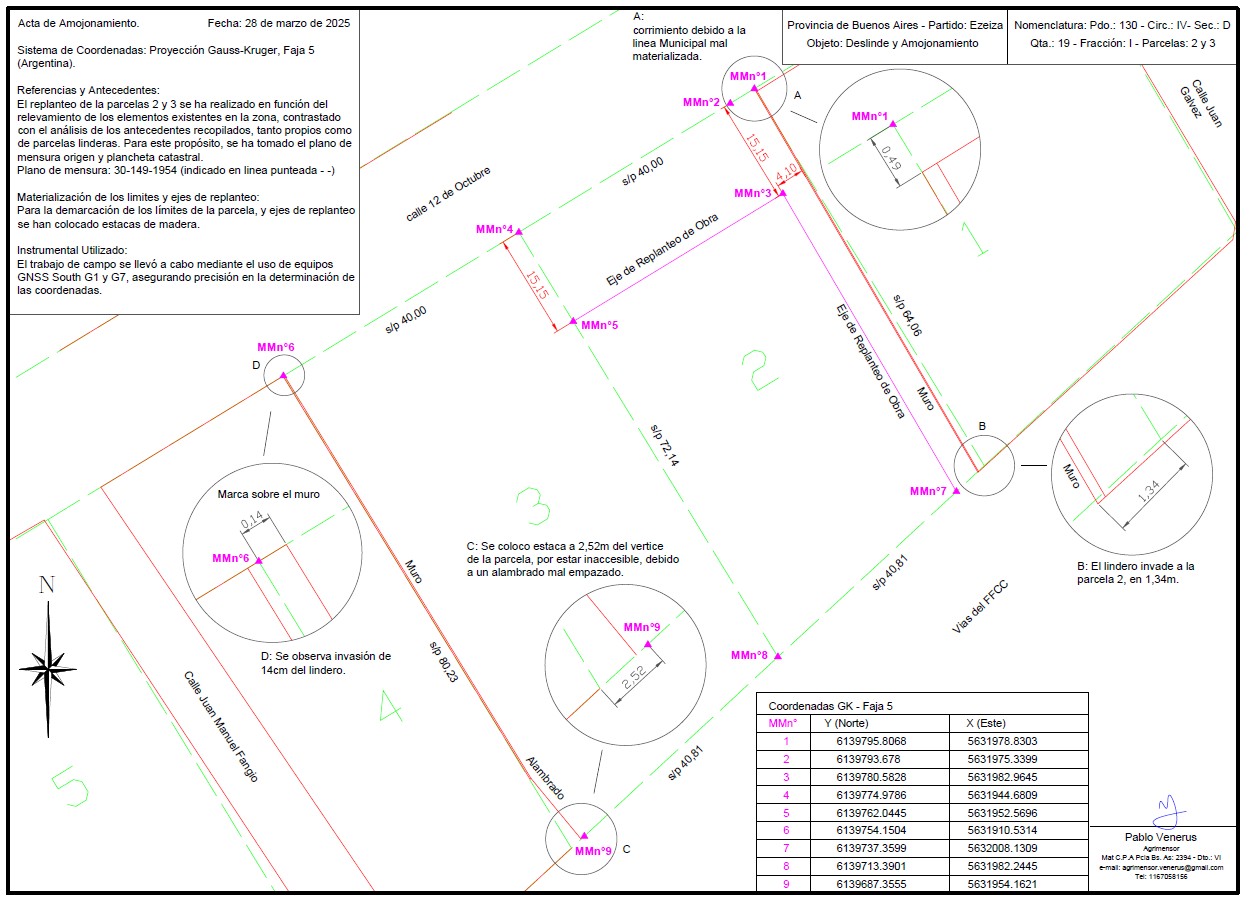 Acta de Amojonamiento. Fecha: 28 de marzo de 2025
Sistema de Coordenadas: Proyección Gauss-Kruger, Faja 5
(Argentina).
Referencias y Antecedentes:
El replanteo de la parcelas 2 y 3 se ha realizado en función del
relevamiento de los elementos existentes en la zona, contrastado
con el análisis de los antecedentes recopilados, tanto propios como
de parcelas linderas. Para este propósito, se ha tomado el plano de
mensura origen y plancheta catastral.
Plano de mensura: 30-149-1954 (indicado en linea punteada - -)
Materialización de los limites y ejes de replanteo:
Para la demarcación de los límites de la parcela, y ejes de replanteo
se han colocado estacas de madera.
Instrumental Utilizado:
El trabajo de campo se llevó a cabo mediante el uso de equipos
GNSS South G1 y G7, asegurando precisión en la determinación de
las coordenadas.
A:
corrimiento debido a la
linea Municipal mal
materializada.
Provincia de Buenos Aires - Partido: Ezeiza
Objeto: Deslinde y Amojonamiento
Nomenclatura: Pdo.: 130 - Circ.: IV- Sec.: D
Qta.: 19 - Fracción: I - Parcelas: 2 y 3
MMn°1
MMn°2
A
MMn°1
0,49
Calle Juan
Galvez
15,15
4,10
MMn°3
s/p 40,00
calle 12 de Octubre
MMn°4
Eje de Replanteo de Obra
1
15,15
MMn°5
s/p 40,00
s/p 64,06
Eje de Replanteo de Obra
Muro
2
MMn°6
D
B
MMn°7
Muro
1,34
B: El lindero invade a la
parcela 2, en 1,34m.
s/p 72,14
3
Marca sobre el muro
0,14
MMn°6
D: Se observa invasión de
14cm del lindero.
C: Se coloco estaca a 2,52m del vertice
de la parcela, por estar inaccesible, debido
a un alambrado mal empazado.
MMn°9
2,52
Muro
s/p 80,23
s/p 40,81
Vias del FFCC
MMn°8
N
Calle Juan Manuel Fangio
4
5
Alambrado
s/p 40,81
MMn°9
C
Coordenadas GK - Faja 5
MMn° Y (Norte) X (Este)
1 6139795.8068 5631978.8303
2 6139793.678 5631975.3399
3 6139780.5828 5631982.9645
4 6139774.9786 5631944.6809
5 6139762.0445 5631952.5696
6 6139754.1504 5631910.5314
7 6139737.3599 5632008.1309
8 6139713.3901 5631982.2445
9 6139687.3555 5631954.1621
Pablo Venerus
Agrimensor
Mat C.P.A Pcia Bs. As: 2394 - Dto.: VI
e-mail: agrimensor.venerus@gmail.com
Tel: 1167058156